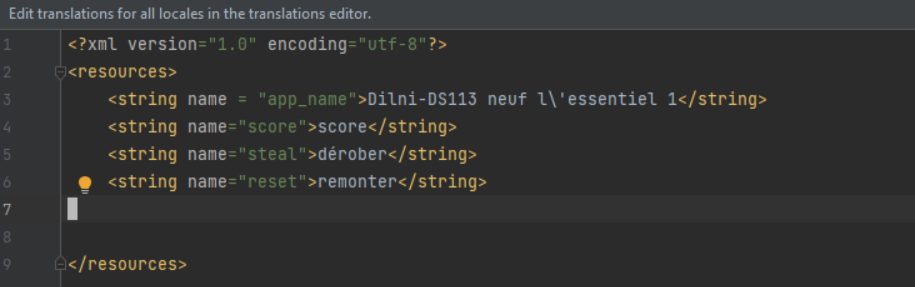 Edit translations for all locales in the translations editor.
1 <?xml version="1.0" encoding="utf-8"?>
2 <resources>
3 <string name = "app_name">Dilni-DS113 neuf l\'essentiel 1</string>
4 <string name="score">score</string>
5 <string name="steal">dérober</string>
6 <string name="reset">remonter</string>
7
8
9 </resources>